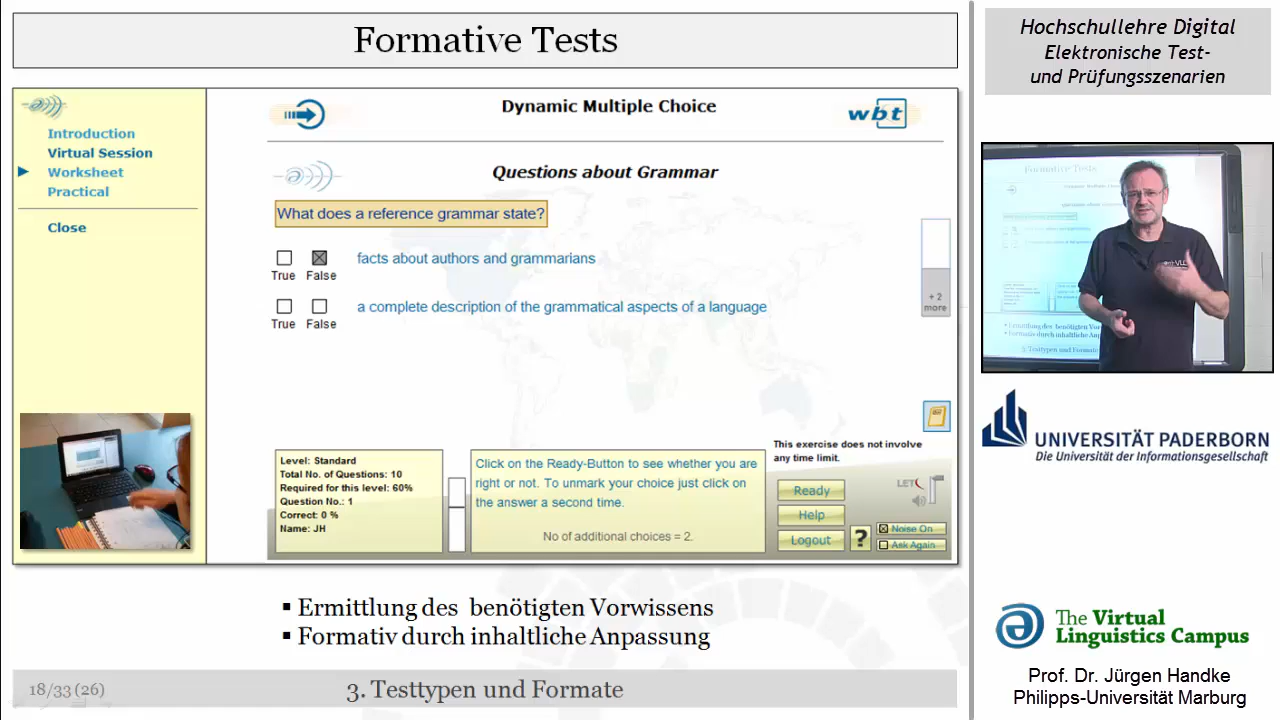 Formative Tests
Introduction
Virtual Session
Worksheet
Practical
Close
Dynamic Multiple Choice
wbt
Questions about Grammar
What does a reference grammar state?
facts about authors and grammarians
True False
a complete description of the grammatical aspects of a language
True False
+ 2
more
Level: Standard
Total No. of Questions: 10
Required for this level: 60%
Question No.: 1
Correct: 0 %
Name: JH
Click on the Ready-Button to see whether you are
right or not. To unmark your choice just click on
the answer a second time.
No of additional choices = 2.
This exercise does not involve
any time limit.
Ready
Help
Logout
?
LET
Noise On
Ask Again
▪ Ermittlung des benötigten Vorwissens
▪ Formativ durch inhaltliche Anpassung
18/33 (26)
3. Testtypen und Formate
Hochschullehre Digital
Elektronische Test-
und Prüfungsszenarien
Formative Tests
UNIVERSITÄT PADERBORN
Die Universität der Informationsgesellschaft
The Virtual
Linguistics Campus
Prof. Dr. Jürgen Handke
Philipps-Universität Marburg